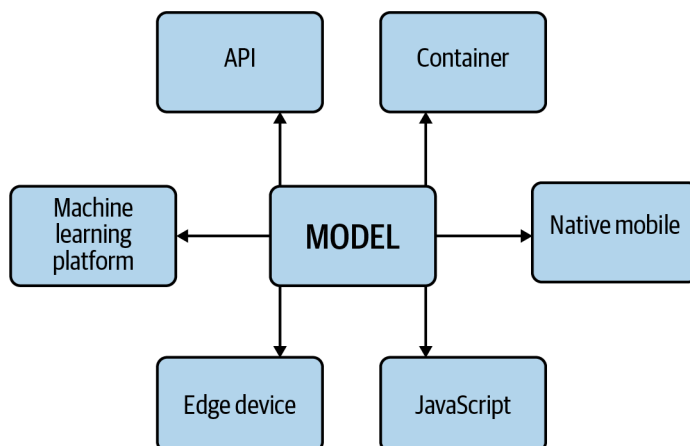 API
Container
Machine
learning
platform
MODEL
Native mobile
Edge device
JavaScript